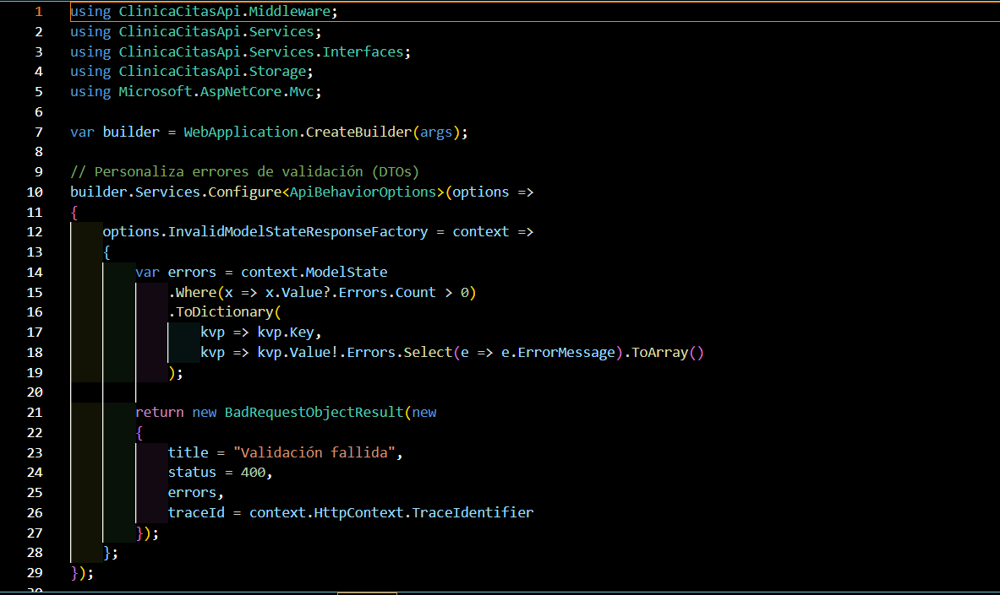 1 using ClinicaCitasApi.Middleware;
2 using ClinicaCitasApi.Services;
3 using ClinicaCitasApi.Services.Interfaces;
4 using ClinicaCitasApi.Storage;
5 using Microsoft.AspNetCore.Mvc;
6
7 var builder = WebApplication.CreateBuilder(args);
8
9 // Personaliza errores de validación (DTOs)
10 builder.Services.Configure<ApiBehaviorOptions>(options =>
11 {
12     options.InvalidModelStateResponseFactory = context =>
13     {
14         var errors = context.ModelState
15             .Where(x => x.Value?.Errors.Count > 0)
16             .ToDictionary(
17                 kvp => kvp.Key,
18                 kvp => kvp.Value!.Errors.Select(e => e.ErrorMessage).ToArray()
19             );
20
21         return new BadRequestObjectResult(new
22         {
23             title = "Validación fallida",
24             status = 400,
25             errors,
26             traceId = context.HttpContext.TraceIdentifier
27         });
28     };
29 });